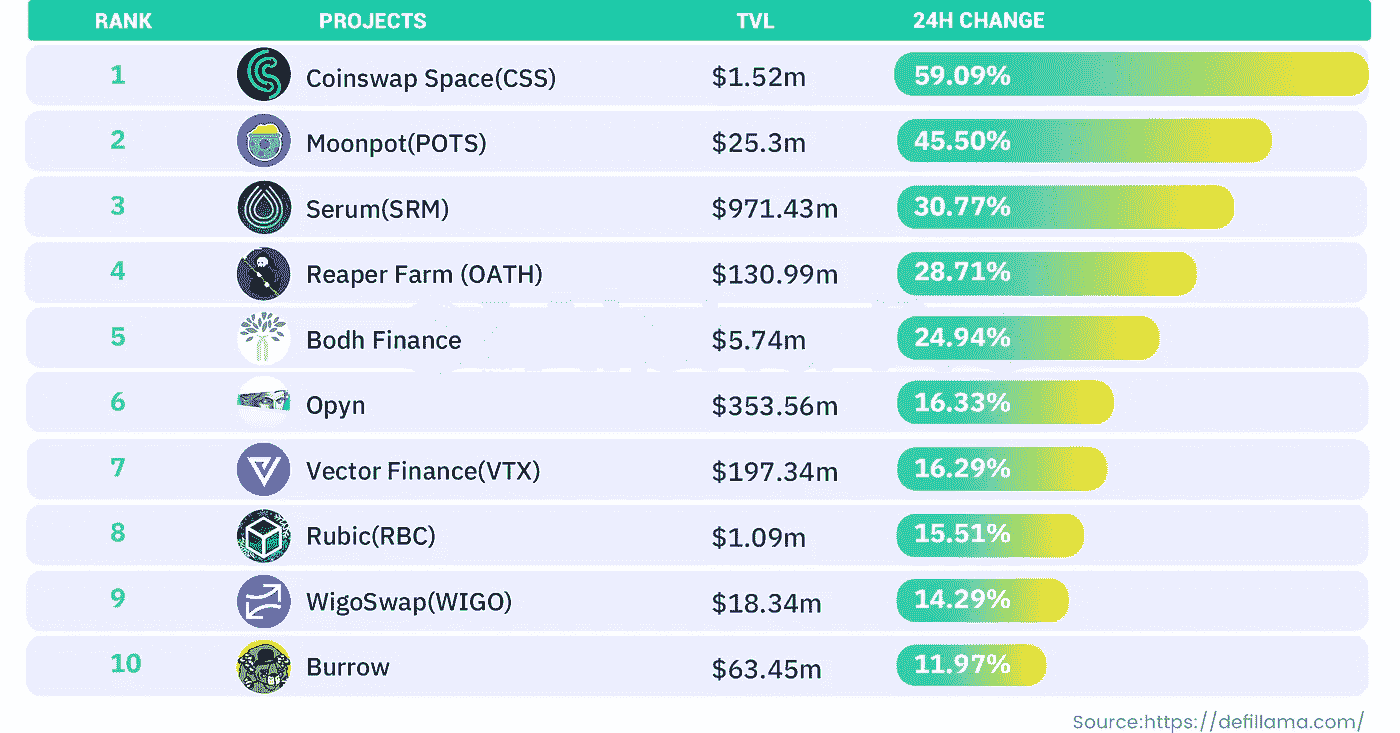 RANK PROJECTS TVL 24H CHANGE
1 Coinswap Space(CSS) $1.52m 59.09%
2 Moonpot(POTS) $25.3m 45.50%
3 Serum(SRM) $971.43m 30.77%
4 Reaper Farm (OATH) $130.99m 28.71%
5 Bodh Finance $5.74m 24.94%
6 Opyn $353.56m 16.33%
7 Vector Finance(VTX) $197.34m 16.29%
8 Rubic(RBC) $1.09m 15.51%
9 WigoSwap(WIGO) $18.34m 14.29%
10 Burrow $63.45m 11.97%
Source:https://defillama.com/